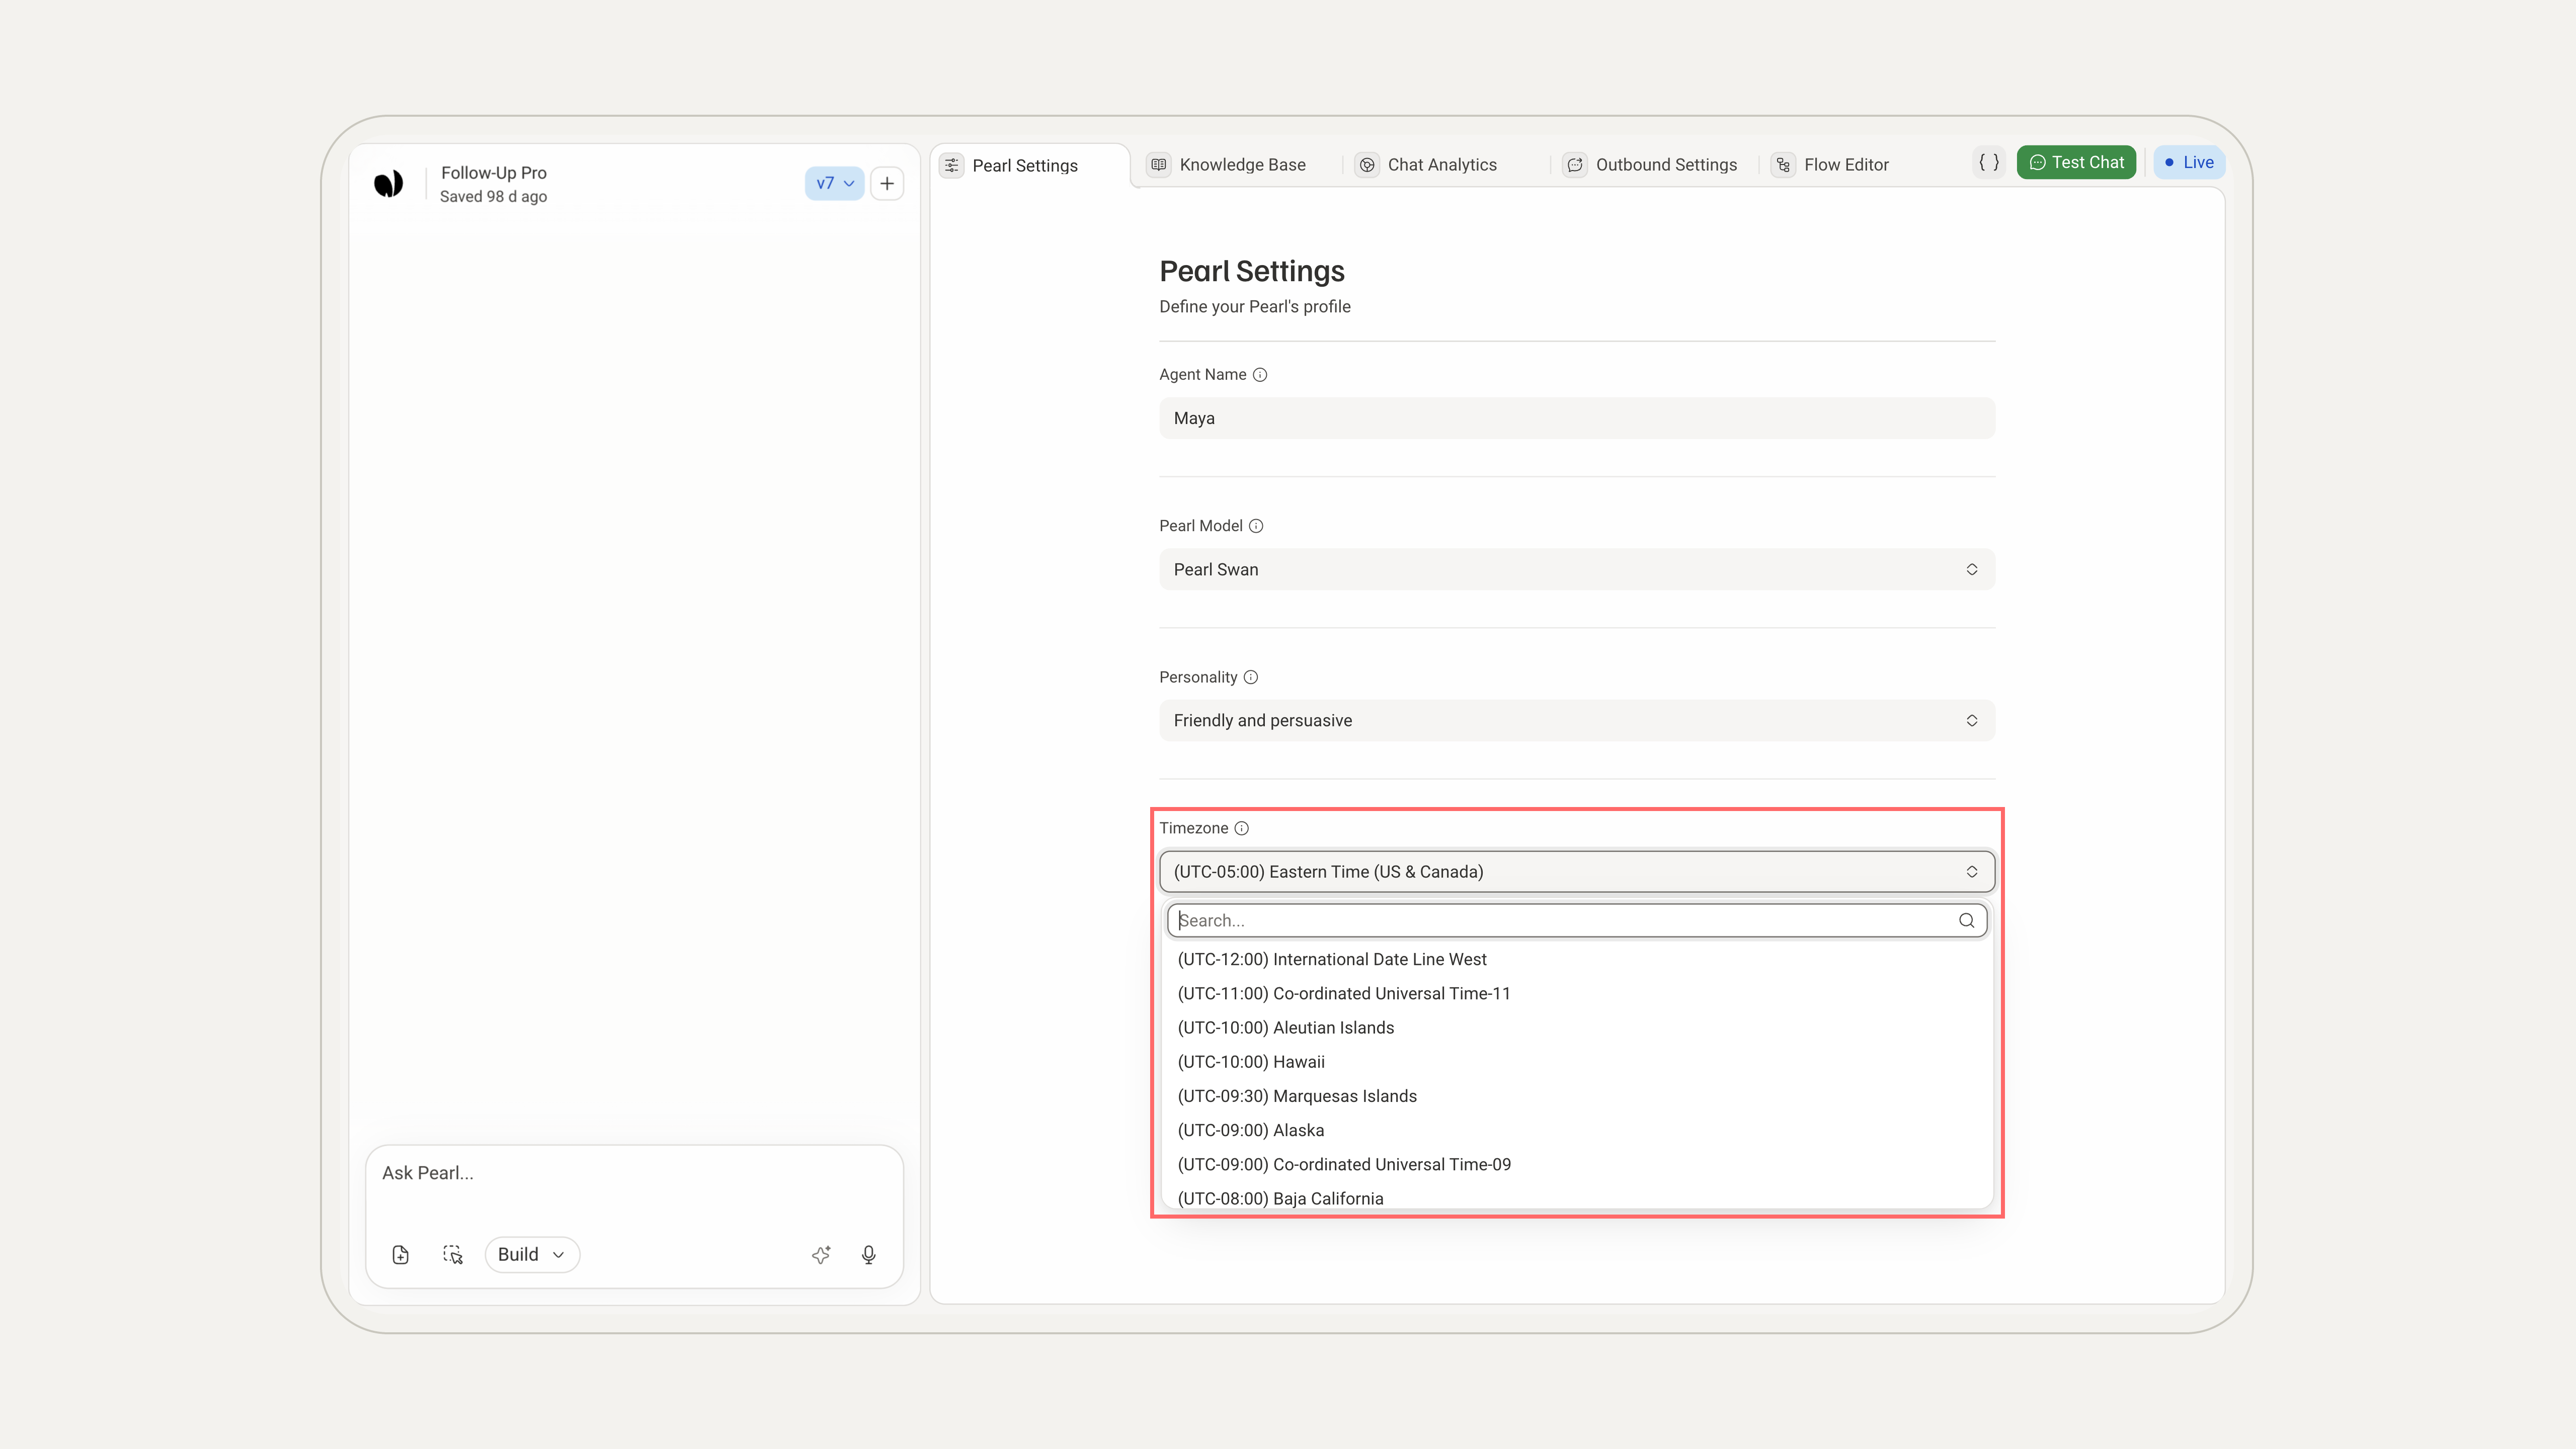 Follow-Up Pro
Saved 98 d ago
v7
Pearl Settings
Knowledge Base
Chat Analytics
Outbound Settings
Flow Editor
{ }
Test Chat
Live
Pearl Settings
Define your Pearl's profile
Agent Name
Maya
Pearl Model
Pearl Swan
Personality
Friendly and persuasive
Timezone
(UTC-05:00) Eastern Time (US & Canada)
Search...
(UTC-12:00) International Date Line West
(UTC-11:00) Co-ordinated Universal Time-11
(UTC-10:00) Aleutian Islands
(UTC-10:00) Hawaii
(UTC-09:30) Marquesas Islands
(UTC-09:00) Alaska
(UTC-09:00) Co-ordinated Universal Time-09
(UTC-08:00) Baja California
Ask Pearl...
Build